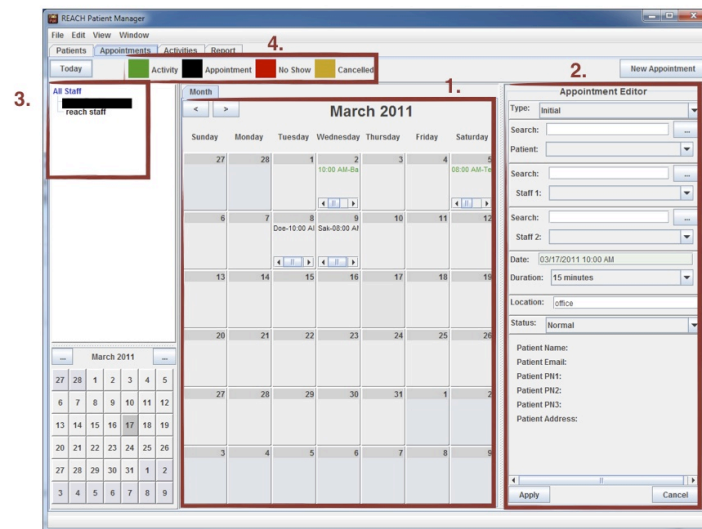 REACH Patient Manager
File Edit View Window
Patients Appointments Activities Report
4.
Today Activity Appointment No Show Cancelled New Appointment
3.
All Staff
reach staff
1.
Month
< > March 2011
Sunday Monday Tuesday Wednesday Thursday Friday Saturday
27 28 1 2 3 4 5
10:00 AM-Ba 08:00 AM-Te
6 7 8 9 10 11 12
Doe-10:00 AM Sak-08:00 AM
13 14 15 16 17 18 19
20 21 22 23 24 25 26
27 28 29 30 31 1 2
3 4 5 6 7 8 9
... March 2011 ...
27 28 1 2 3 4 5
6 7 8 9 10 11 12
13 14 15 16 17 18 19
20 21 22 23 24 25 26
27 28 29 30 31 1 2
3 4 5 6 7 8 9
2.
Appointment Editor
Type: Initial
Search: ...
Patient:
Search: ...
Staff 1:
Search: ...
Staff 2:
Date: 03/17/2011 10:00 AM
Duration: 15 minutes
Location: office
Status: Normal
Patient Name:
Patient Email:
Patient PN1:
Patient PN2:
Patient PN3:
Patient Address:
Apply Cancel